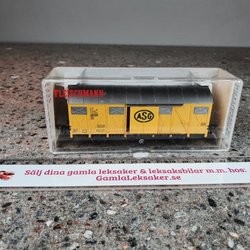 FLEISCHMANN
ASG
Sälj dina gamla leksaker & leksaksbilar m.m. hos.
GamlaLeksaker.se